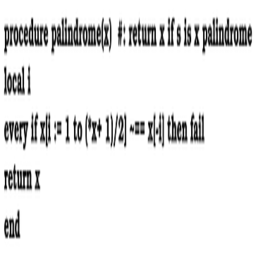 procedure palindrome(x) #: return x if s is x palindrome
local i
every if x[i := 1 to (*x+ 1)/2] ~== x[-i] then fail
return x
end